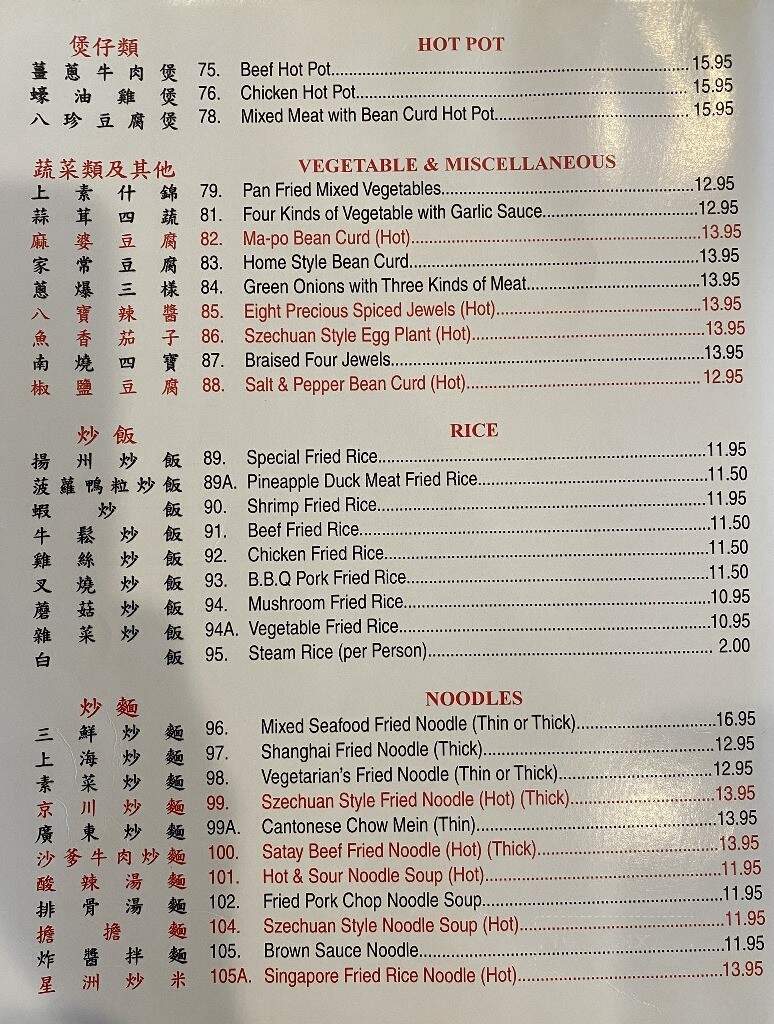 煲仔類 HOT POT
薑蔥牛肉煲 75. Beef Hot Pot 15.95
蠔油雞煲 76. Chicken Hot Pot 15.95
八珍豆腐煲 78. Mixed Meat with Bean Curd Hot Pot 15.95
蔬菜類及其他 VEGETABLE & MISCELLANEOUS
上素什錦 79. Pan Fried Mixed Vegetables 12.95
蒜茸四蔬 81. Four Kinds of Vegetable with Garlic Sauce 12.95
麻婆豆腐 82. Ma-po Bean Curd (Hot) 13.95
家常豆腐 83. Home Style Bean Curd 13.95
蔥爆三樣 84. Green Onions with Three Kinds of Meat 13.95
八寶辣醬 85. Eight Precious Spiced Jewels (Hot) 13.95
魚香茄子 86. Szechuan Style Egg Plant (Hot) 13.95
南燒四寶 87. Braised Four Jewels 13.95
椒鹽豆腐 88. Salt & Pepper Bean Curd (Hot) 12.95
炒飯 RICE
揚州炒飯 89. Special Fried Rice 11.95
菠蘿鴨粒炒飯 89A. Pineapple Duck Meat Fried Rice 11.50
蝦炒飯 90. Shrimp Fried Rice 11.95
牛鬆炒飯 91. Beef Fried Rice 11.50
雞絲炒飯 92. Chicken Fried Rice 11.50
叉燒炒飯 93. B.B.Q Pork Fried Rice 11.50
蘑菇炒飯 94. Mushroom Fried Rice 10.95
雜菜炒飯 94A. Vegetable Fried Rice 10.95
白飯 95. Steam Rice (per Person) 2.00
炒麵 NOODLES
三鮮炒麵 96. Mixed Seafood Fried Noodle (Thin or Thick) 16.95
上海炒麵 97. Shanghai Fried Noodle (Thick) 12.95
素菜炒麵 98. Vegetarian's Fried Noodle (Thin or Thick) 12.95
京川炒麵 99. Szechuan Style Fried Noodle (Hot) (Thick) 13.95
廣東炒麵 99A. Cantonese Chow Mein (Thin) 13.95
沙爹牛肉炒麵 100. Satay Beef Fried Noodle (Hot) (Thick) 13.95
酸辣湯麵 101. Hot & Sour Noodle Soup (Hot) 11.95
排骨湯麵 102. Fried Pork Chop Noodle Soup 11.95
擔擔麵 104. Szechuan Style Noodle Soup (Hot) 11.95
炸醬拌麵 105. Brown Sauce Noodle 11.95
星洲炒米 105A. Singapore Fried Rice Noodle (Hot) 13.95